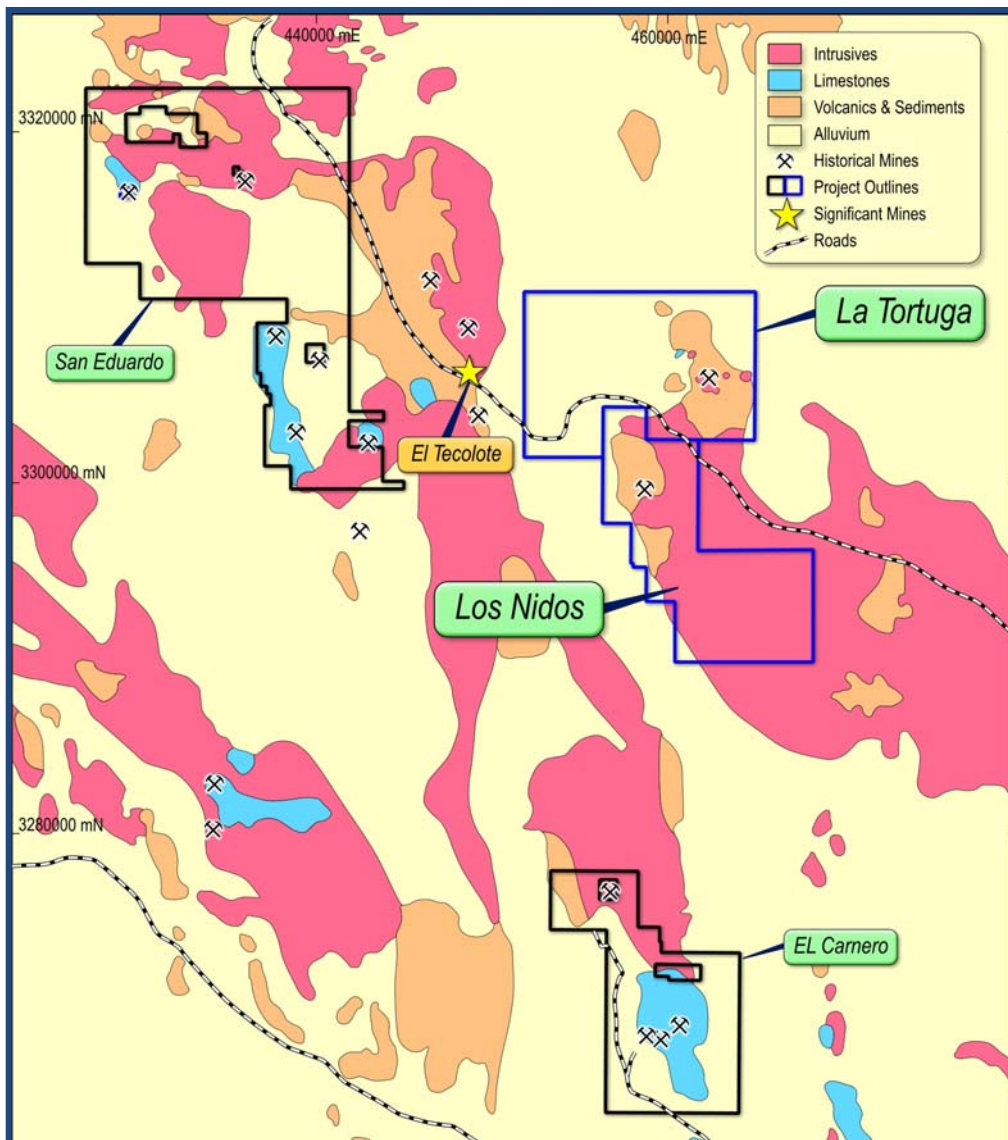 440000 mE
460000 mE
Intrusives
Limestones
Volcanics & Sediments
Alluvium
Historical Mines
Project Outlines
Significant Mines
Roads
3320000 mN
La Tortuga
San Eduardo
El Tecolote
3300000 mN
Los Nidos
3280000 mN
EL Carnero